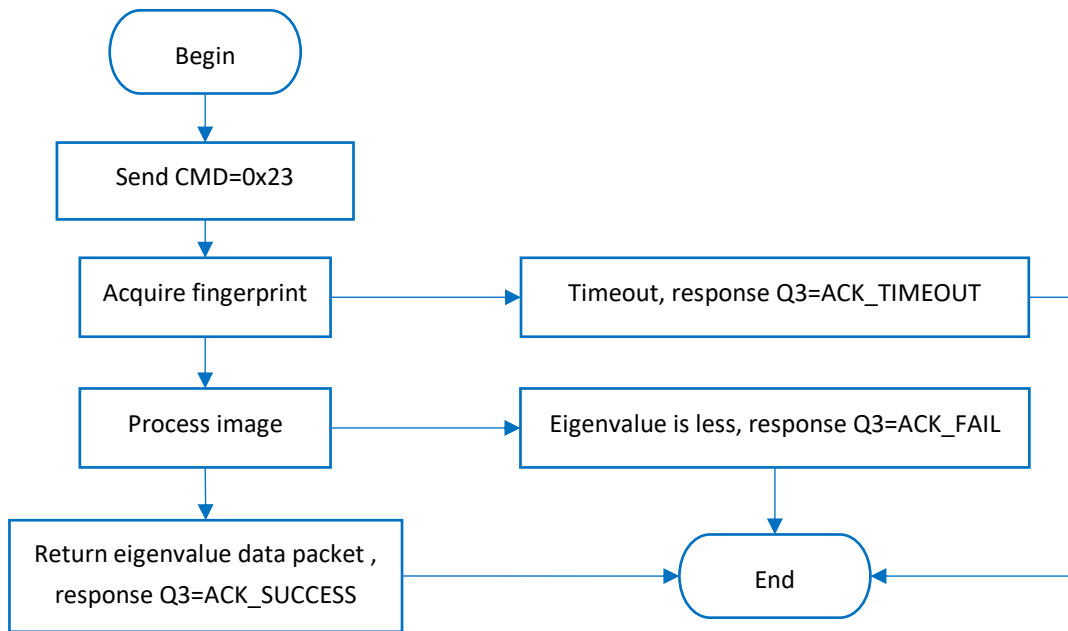 Begin
Send CMD=0x23
Acquire fingerprint
Timeout, response Q3=ACK_TIMEOUT
Process image
Eigenvalue is less, response Q3=ACK_FAIL
Return eigenvalue data packet ,
response Q3=ACK_SUCCESS
End